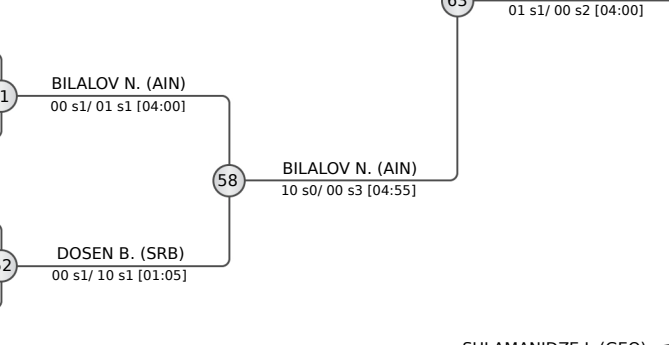 63
01 s1/ 00 s2 [04:00]
BILALOV N. (AIN)
00 s1/ 01 s1 [04:00]
1
58
BILALOV N. (AIN)
10 s0/ 00 s3 [04:55]
DOSEN B. (SRB)
00 s1/ 10 s1 [01:05]
2